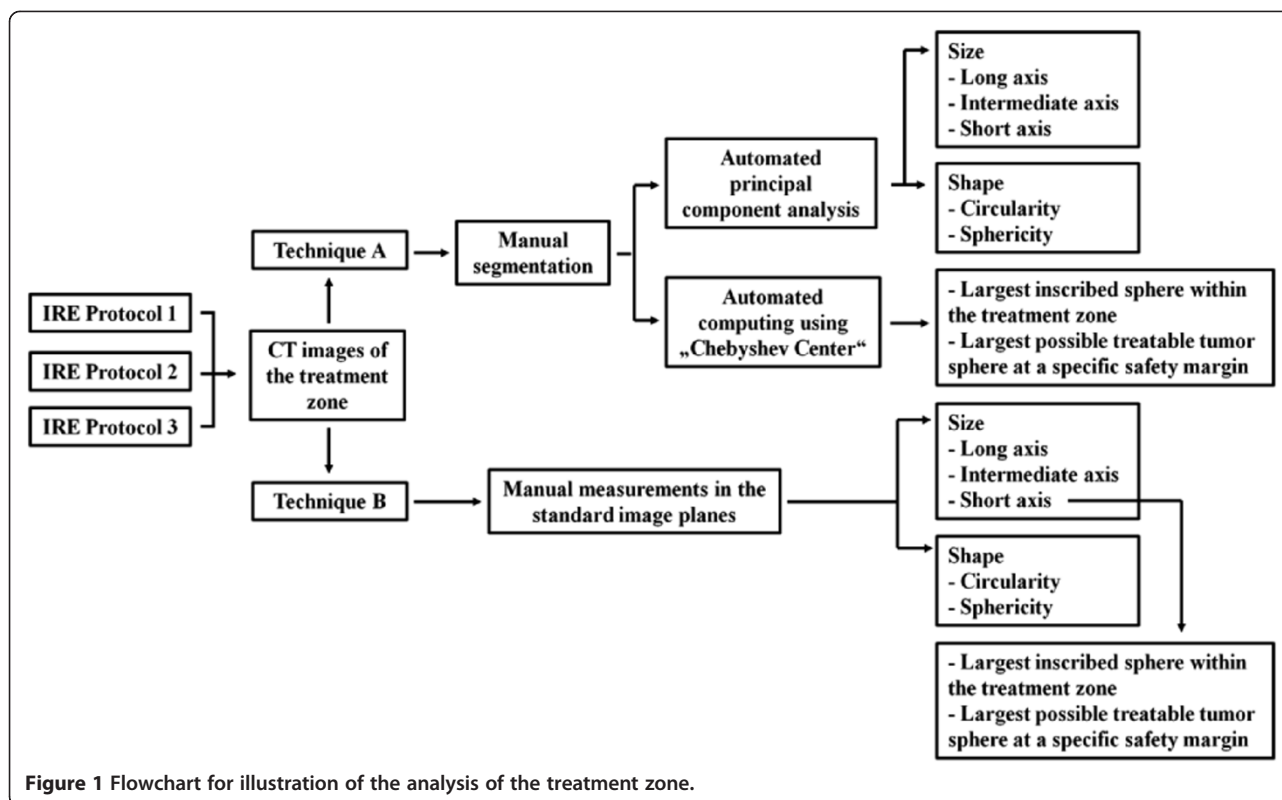 IRE Protocol 1
IRE Protocol 2
IRE Protocol 3
Technique A
CT images of
the treatment
zone
Technique B
Manual
segmentation
Automated
principal
component analysis
Automated
computing using
„Chebyshev Center“
Size
- Long axis
- Intermediate axis
- Short axis
Shape
- Circularity
- Sphericity
- Largest inscribed sphere within
the treatment zone
- Largest possible treatable tumor
sphere at a specific safety margin
Manual measurements in the
standard image planes
Size
- Long axis
- Intermediate axis
- Short axis
Shape
- Circularity
- Sphericity
- Largest inscribed sphere within
the treatment zone
- Largest possible treatable tumor
sphere at a specific safety margin
Figure 1 Flowchart for illustration of the analysis of the treatment zone.